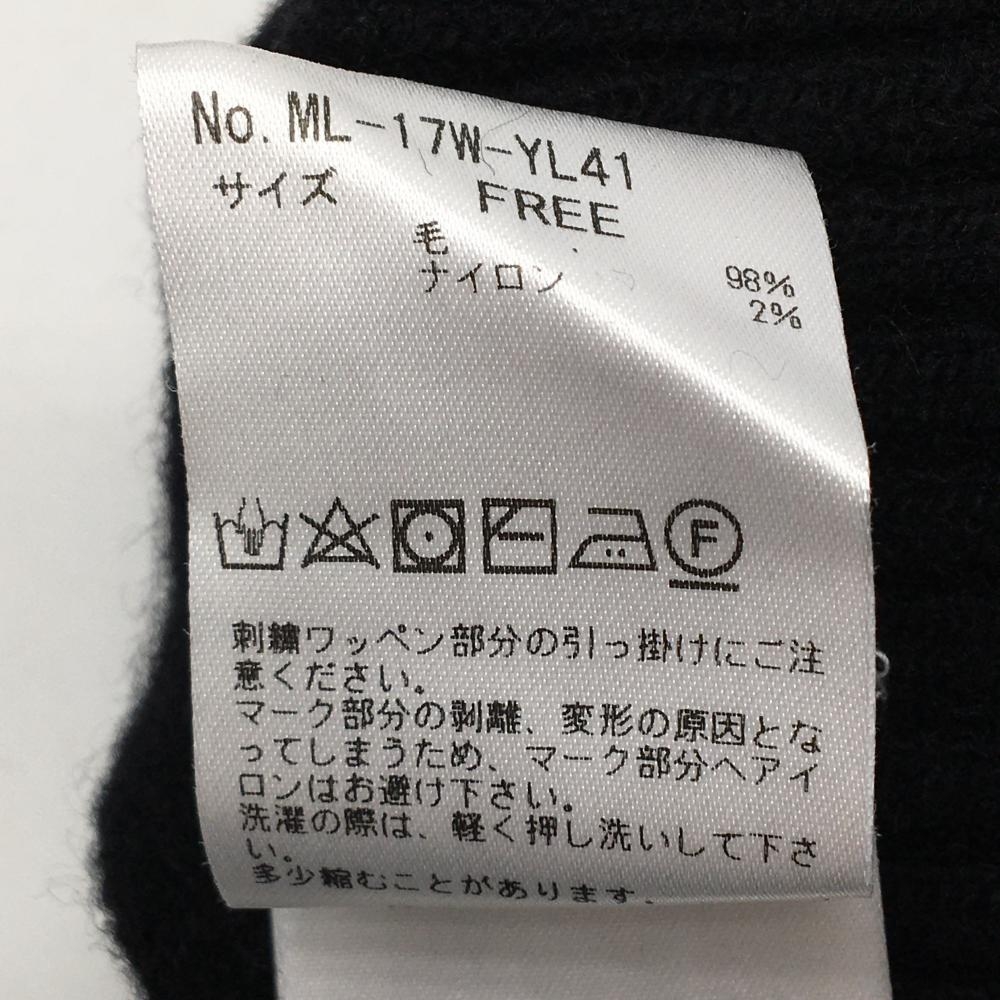 No. ML-17W-YL41
サイズ FREE
毛 98%
ナイロン 2%
F
刺繍ワッペン部分の引っ掛けにご注
意ください。
マーク部分の剥離、変形の原因とな
ってしまうため、マーク部分へアイ
ロンはお避け下さい。
洗濯の際は、軽く押し洗いして下さ
い。
多少縮むことがあります。